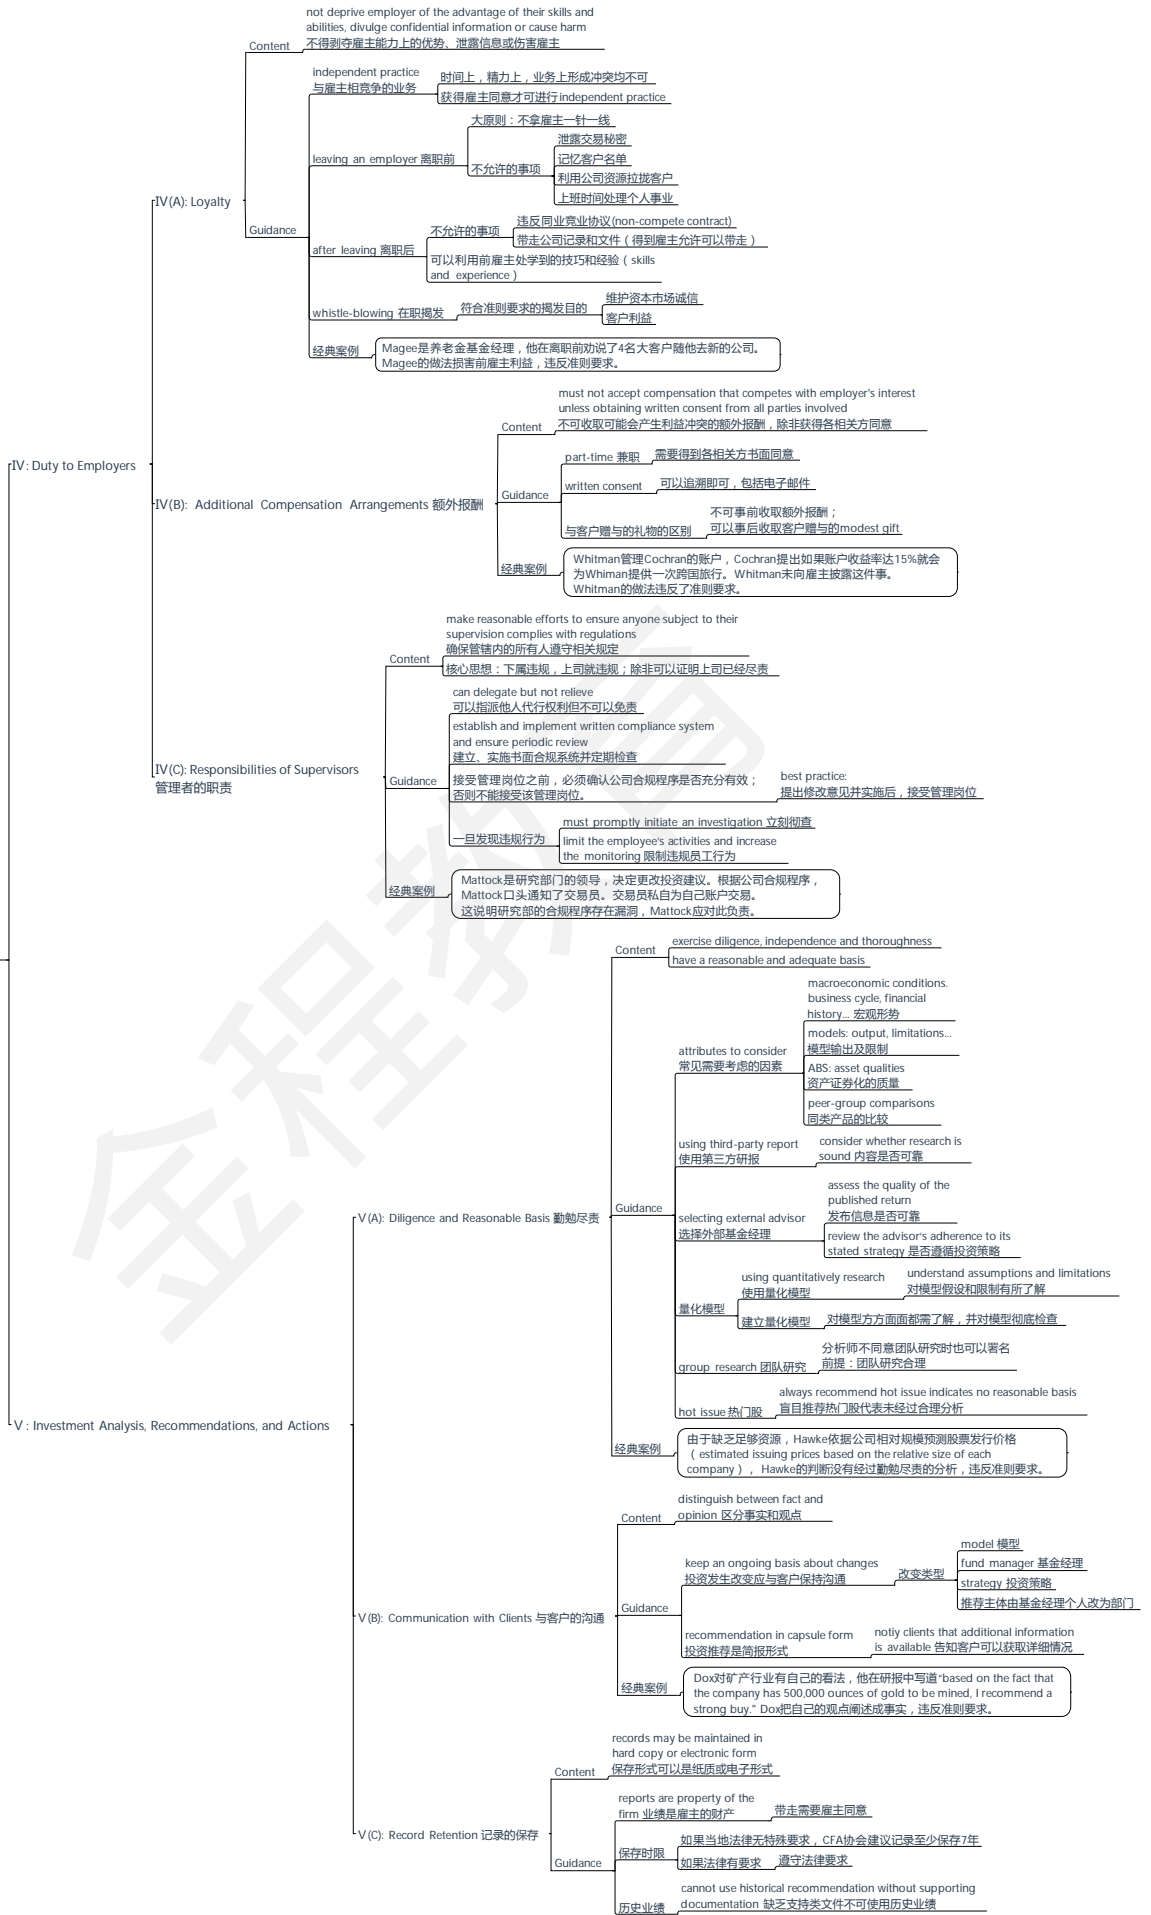 IV: Duty to Employers
IV(A): Loyalty
Content
not deprive employer of the advantage of their skills and
abilities, divulge confidential information or cause harm
不得剥夺雇主能力上的优势、泄露信息或伤害雇主
Guidance
independent practice
与雇主相竞争的业务
时间上，精力上，业务上形成冲突均不可
获得雇主同意才可进行independent practice
leaving an employer 离职前
大原则：不拿雇主一针一线
不允许的事项
泄露交易秘密
记忆客户名单
利用公司资源拉拢客户
上班时间处理个人事业
after leaving 离职后
不允许的事项
违反同业竞业协议(non-compete contract)
带走公司记录和文件（得到雇主允许可以带走）
可以利用前雇主处学到的技巧和经验（skills
and experience）
whistle-blowing 在职揭发
符合准则要求的揭发目的
维护资本市场诚信
客户利益
经典案例
Magee是养老金基金经理，他在离职前劝说了4名大客户随他去新的公司。
Magee的做法损害前雇主利益，违反准则要求。
IV(B): Additional Compensation Arrangements 额外报酬
Content
must not accept compensation that competes with employer's interest
unless obtaining written consent from all parties involved
不可收取可能会产生利益冲突的额外报酬，除非获得各相关方同意
Guidance
part-time 兼职
需要得到各相关方书面同意
written consent
可以追溯即可，包括电子邮件
与客户赠与的礼物的区别
不可事前收取额外报酬；
可以事后收取客户赠与的modest gift
经典案例
Whitman管理Cochran的账户，Cochran提出如果账户收益率达15%就会
为Whiman提供一次跨国旅行。Whitman未向雇主披露这件事。
Whitman的做法违反了准则要求。
IV(C): Responsibilities of Supervisors
管理者的职责
Content
make reasonable efforts to ensure anyone subject to their
supervision complies with regulations
确保管辖内的所有人遵守相关规定
核心思想：下属违规，上司就违规；除非可以证明上司已经尽责
Guidance
can delegate but not relieve
可以指派他人代行权利但不可以免责
establish and implement written compliance system
and ensure periodic review
建立、实施书面合规系统并定期检查
接受管理岗位之前，必须确认公司合规程序是否充分有效；
否则不能接受该管理岗位。
best practice:
提出修改意见并实施后，接受管理岗位
一旦发现违规行为
must promptly initiate an investigation 立刻彻查
limit the employee's activities and increase
the monitoring 限制违规员工行为
经典案例
Mattock是研究部门的领导，决定更改投资建议。根据公司合规程序，
Mattock口头通知了交易员。交易员私自为自己账户交易。
这说明研究部的合规程序存在漏洞，Mattock应对此负责。
V: Investment Analysis, Recommendations, and Actions
V(A): Diligence and Reasonable Basis 勤勉尽责
Content
exercise diligence, independence and thoroughness
have a reasonable and adequate basis
Guidance
attributes to consider
常见需要考虑的因素
macroeconomic conditions.
business cycle, financial
history... 宏观形势
models: output, limitations...
模型输出及限制
ABS: asset qualities
资产证券化的质量
peer-group comparisons
同类产品的比较
using third-party report
使用第三方研报
consider whether research is
sound 内容是否可靠
selecting external advisor
选择外部基金经理
assess the quality of the
published return
发布信息是否可靠
review the advisor's adherence to its
stated strategy 是否遵循投资策略
量化模型
using quantitatively research
使用量化模型
understand assumptions and limitations
对模型假设和限制有所了解
建立量化模型
对模型方方面面都需了解，并对模型彻底检查
group research 团队研究
分析师不同意团队研究时也可以署名
前提：团队研究合理
hot issue 热门股
always recommend hot issue indicates no reasonable basis
盲目推荐热门股代表未经过合理分析
经典案例
由于缺乏足够资源，Hawke依据公司相对规模预测股票发行价格
（estimated issuing prices based on the relative size of each
company），Hawke的判断没有经过勤勉尽责的分析，违反准则要求。
V(B): Communication with Clients 与客户的沟通
Content
distinguish between fact and
opinion 区分事实和观点
Guidance
keep an ongoing basis about changes
投资发生改变应与客户保持沟通
改变类型
model 模型
fund manager 基金经理
strategy 投资策略
推荐主体由基金经理个人改为部门
recommendation in capsule form
投资推荐是简报形式
notiy clients that additional information
is available 告知客户可以获取详细情况
经典案例
Dox对矿产行业有自己的看法，他在研报中写道"based on the fact that
the company has 500,000 ounces of gold to be mined, I recommend a
strong buy." Dox把自己的观点阐述成事实，违反准则要求。
V(C): Record Retention 记录的保存
Content
records may be maintained in
hard copy or electronic form
保存形式可以是纸质或电子形式
Guidance
reports are property of the
firm 业绩是雇主的财产
带走需要雇主同意
保存时限
如果当地法律无特殊要求，CFA协会建议记录至少保存7年
如果法律有要求
遵守法律要求
历史业绩
cannot use historical recommendation without supporting
documentation 缺乏支持类文件不可使用历史业绩
金程教育